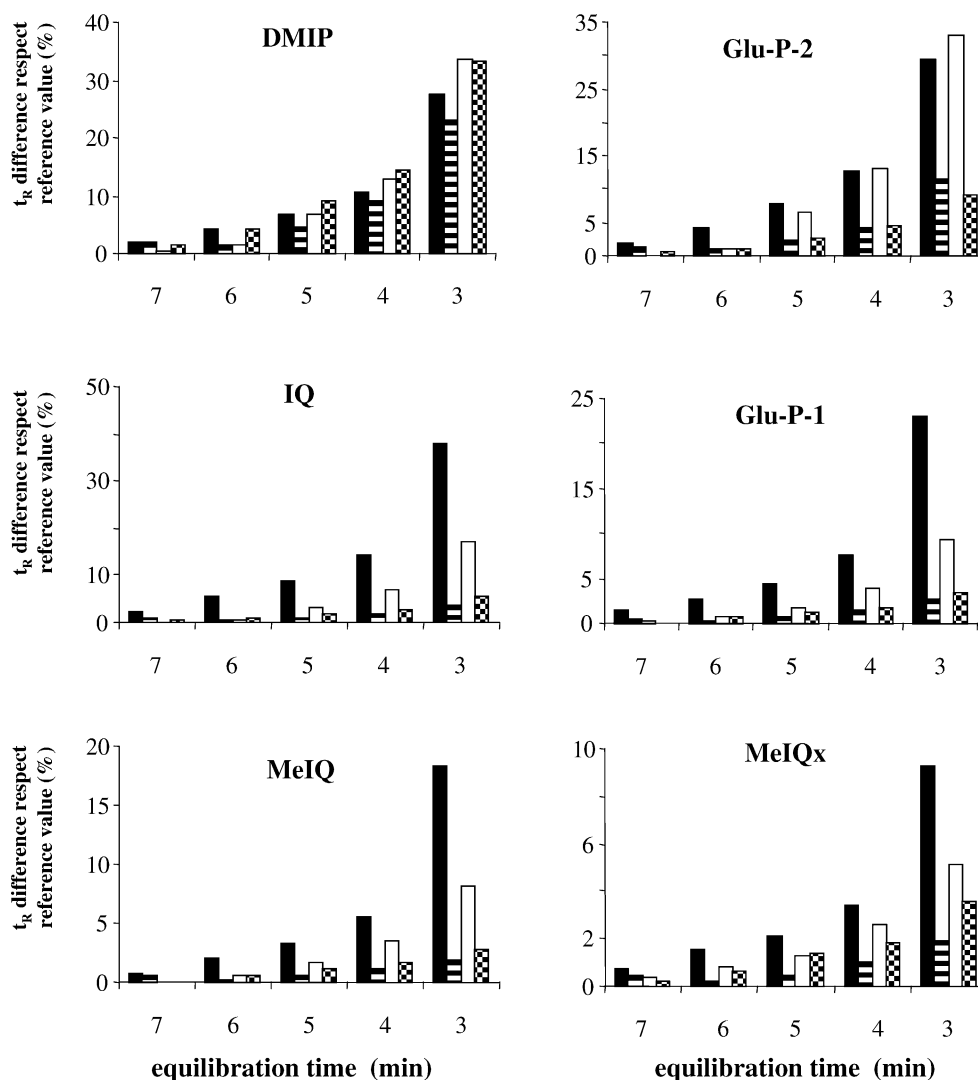 t_R difference respect
reference value (%)
DMIP
40
30
20
10
0
7 6 5 4 3
Glu-P-2
35
25
15
5
0
7 6 5 4 3
t_R difference respect
reference value (%)
IQ
50
30
10
0
7 6 5 4 3
Glu-P-1
25
15
5
0
7 6 5 4 3
t_R difference respect
reference value (%)
MeIQ
20
15
10
5
0
7 6 5 4 3
equilibration time (min)
MeIQx
10
6
2
0
7 6 5 4 3
equilibration time (min)